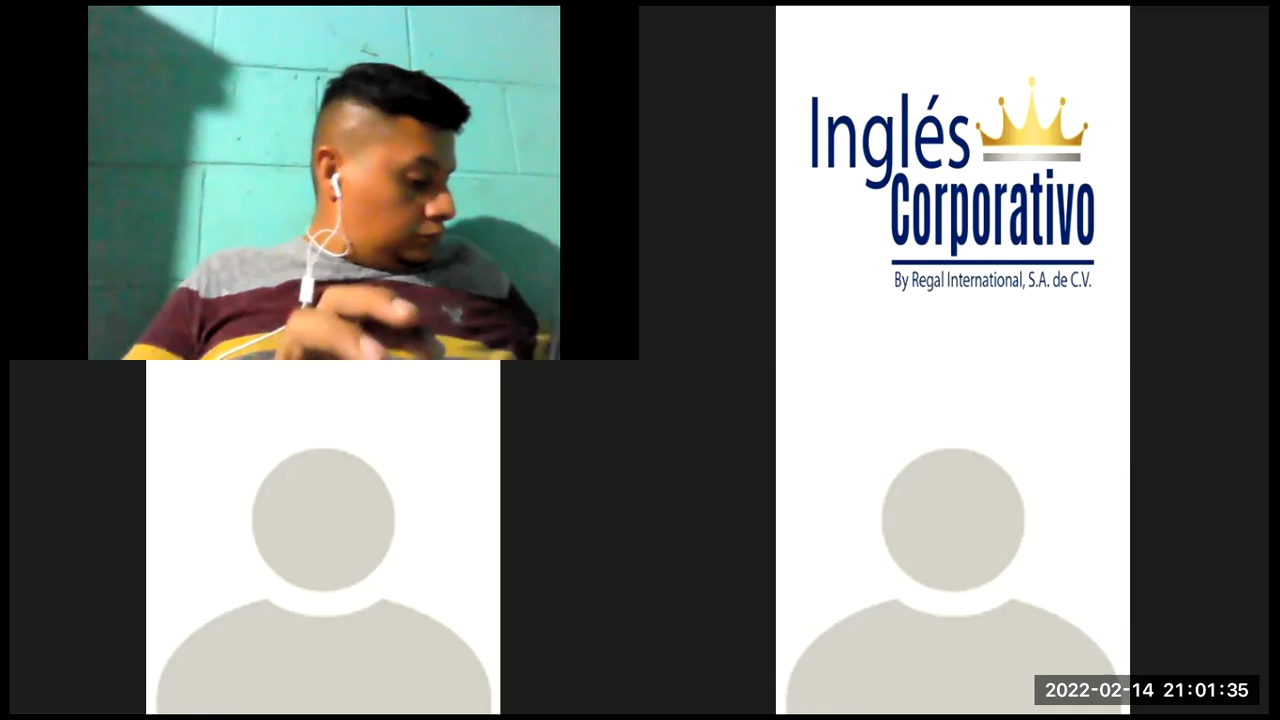 Inglés
Corporativo
By Regal International, S.A. de C.V.
2022-02-14 21:01:35